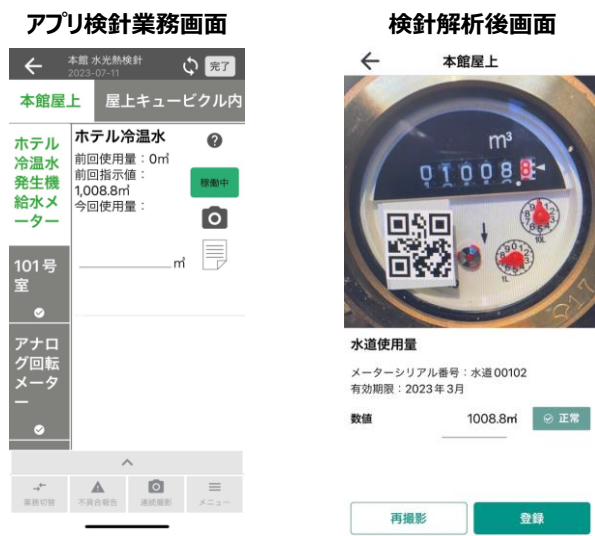 アプリ検針業務画面
本館 水光熱検針
2023-07-11
完了
本館屋上
屋上キュービクル内
ホテル
冷温水
発生機
給水メ
ーター
ホテル冷温水
?
前回使用量：0㎥
前回指示値：
1,008.8㎥
今回使用量：
稼働中
㎥
101号
室
アナロ
グ回転
メータ
ー
業務切替
不具合報告
連続撮影
メニュー
検針解析後画面
本館屋上
m³
010088
10L
1L
水道使用量
メーターシリアル番号：水道00102
有効期限：2023年3月
数値
1008.8㎥
正常
再撮影
登録